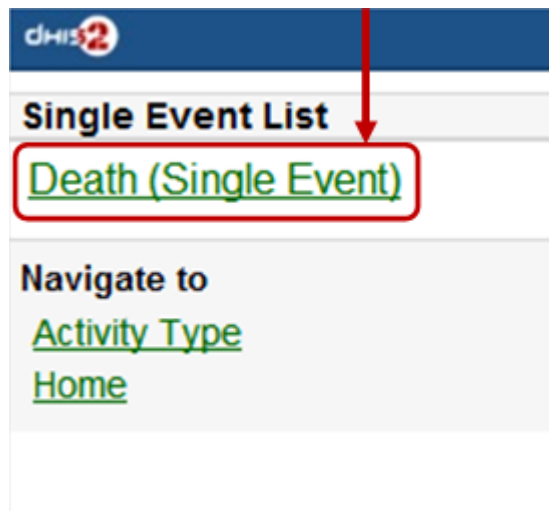 dHIS2
Single Event List
Death (Single Event)
Navigate to
Activity Type
Home